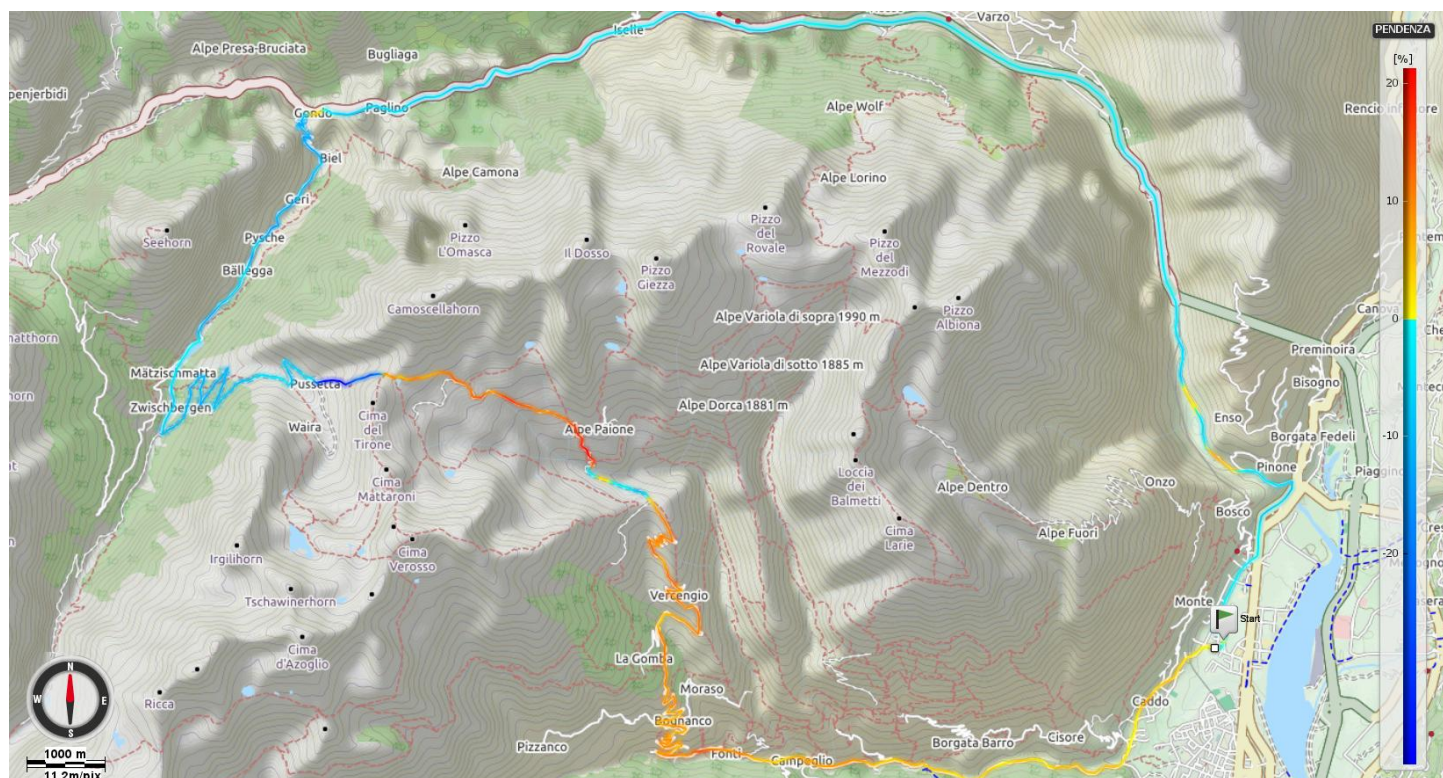 Varzo
PENDENZA
Iselle
Alpe Presa-Bruciata
Bugliaga
[%]
20
Gondo
Paglino
Alpe Wolf
Biel
Alpe Camona
Alpe Lorino
Geri
10
Seehorn
Pysche
Pizzo
L'Omasca
Il Dosso
Pizzo
del
Rovale
Pizzo
del
Mezzodi
Bällegga
Pizzo
Giezza
Camoscellahorn
Pizzo
Albiona
Alpe Variola di sopra 1990 m
0
Preminoira
Mätzischmatta
Pussetta
Alpe Variola di sotto 1885 m
Bisogno
Zwischbergen
Alpe Dorca 1881 m
Enso
Waira
Cima
del
Tirone
Alpe Paione
Borgata Fedeli
-10
Pinone
Cima
Mattaroni
Loccia
dei
Balmetti
Alpe Dentro
Onzo
Bosco
Irgilihorn
Cima
Verosso
Cima
Larie
Alpe Fuori
-20
Tschawinerhorn
Vercengio
Monte
Start
Cima
d'Azoglio
La Gomba
N
W
E
S
Ricca
Moraso
Caddo
Bognanco
Fonti
Pizzanco
Campeglio
Borgata Barro
Cisore
1000 m
11.2m/pix